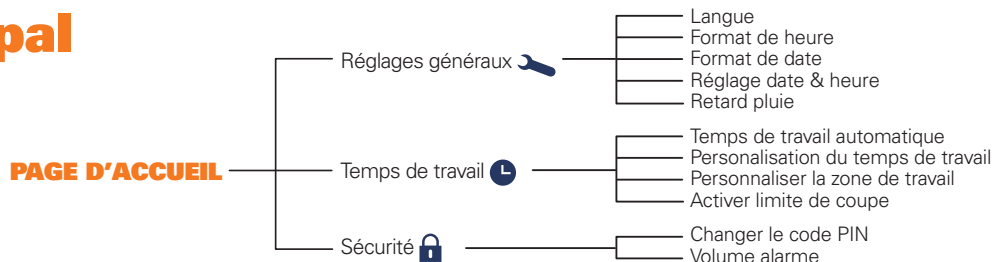 pal
PAGE D'ACCUEIL
Réglages généraux
Langue
Format de heure
Format de date
Réglage date & heure
Retard pluie
Temps de travail
Temps de travail automatique
Personalisation du temps de travail
Personnaliser la zone de travail
Activer limite de coupe
Sécurité
Changer le code PIN
Volume alarme